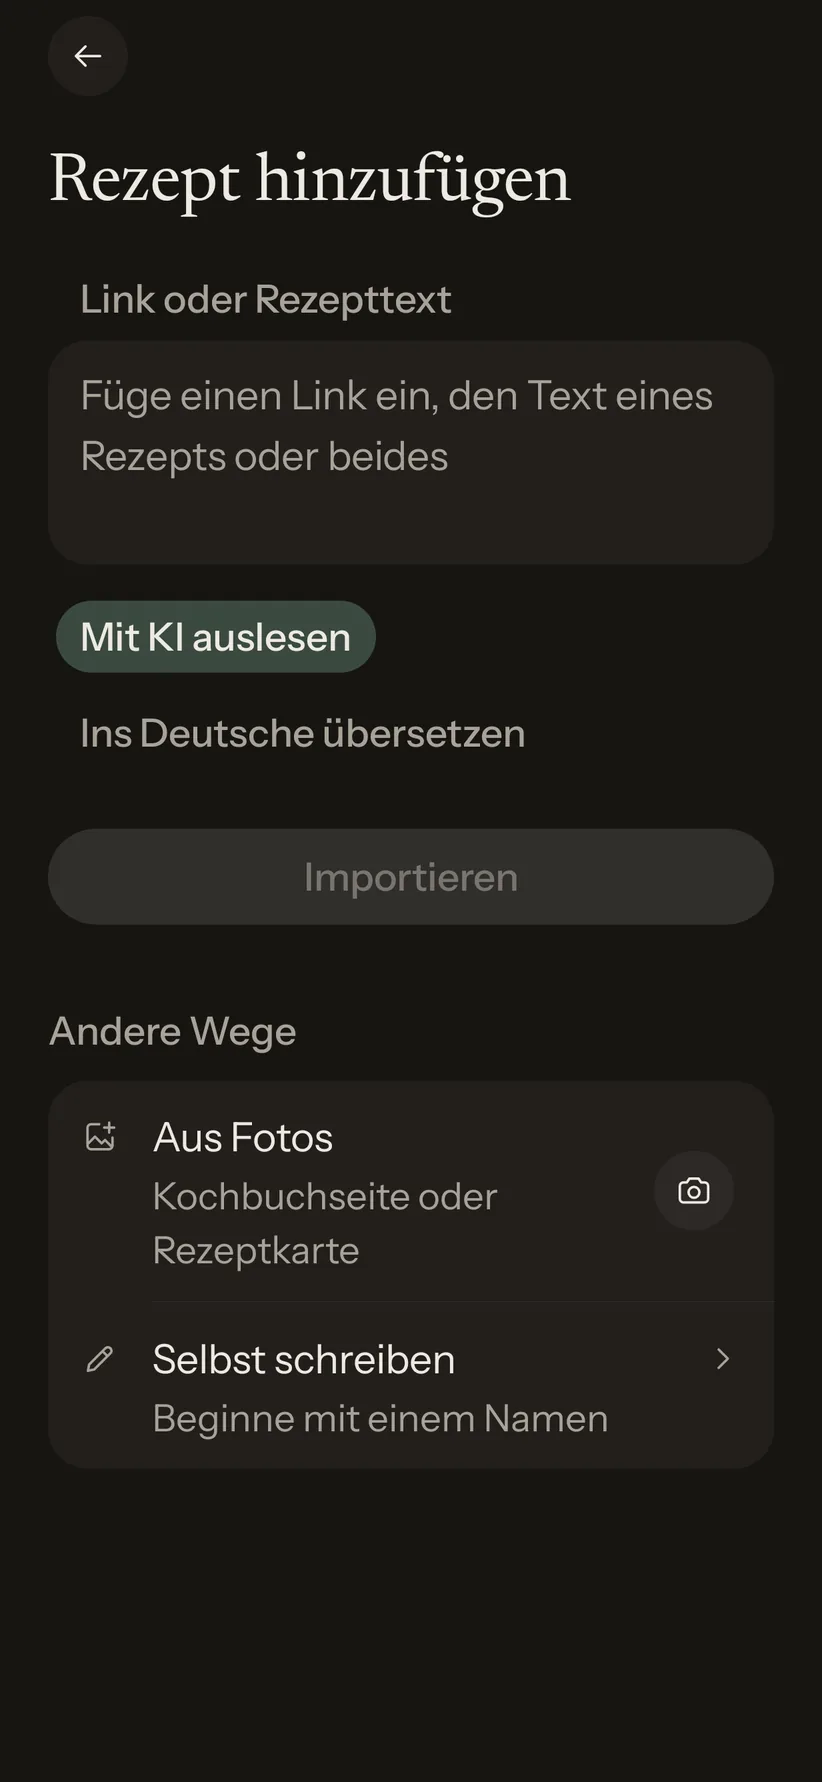 Rezept hinzufügen
Link oder Rezepttext
Füge einen Link ein, den Text eines
Rezepts oder beides
Mit KI auslesen
Ins Deutsche übersetzen
Importieren
Andere Wege
Aus Fotos
Kochbuchseite oder
Rezeptkarte
Selbst schreiben
Beginne mit einem Namen